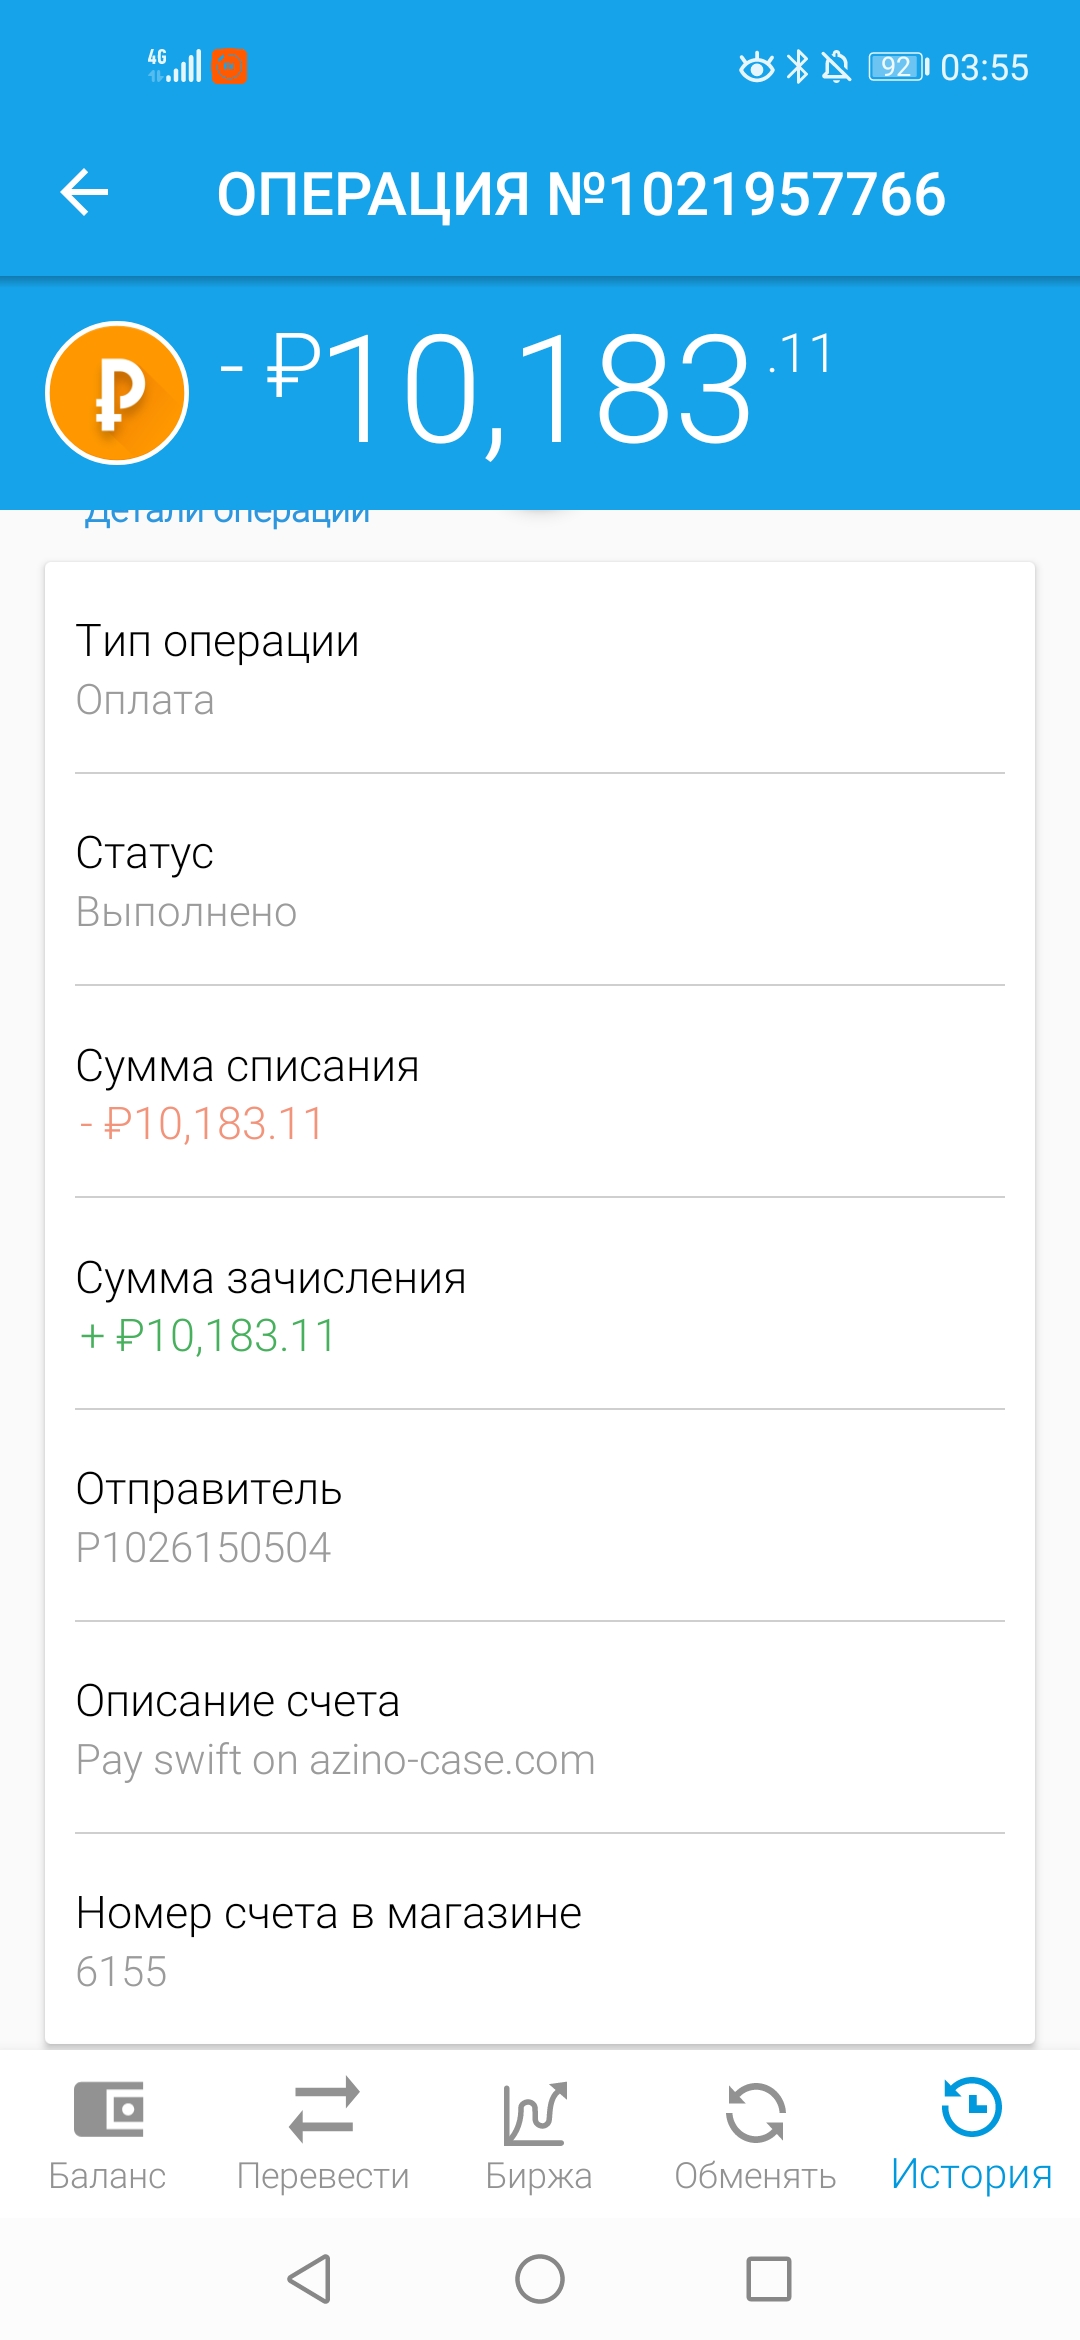 4G
92 03:55
ОПЕРАЦИЯ №1021957766
- ₽10,183.11
Детали операции
Тип операции
Оплата
Статус
Выполнено
Сумма списания
- ₽10,183.11
Сумма зачисления
+ ₽10,183.11
Отправитель
P1026150504
Описание счета
Pay swift on azino-case.com
Номер счета в магазине
6155
Баланс
Перевести
Биржа
Обменять
История